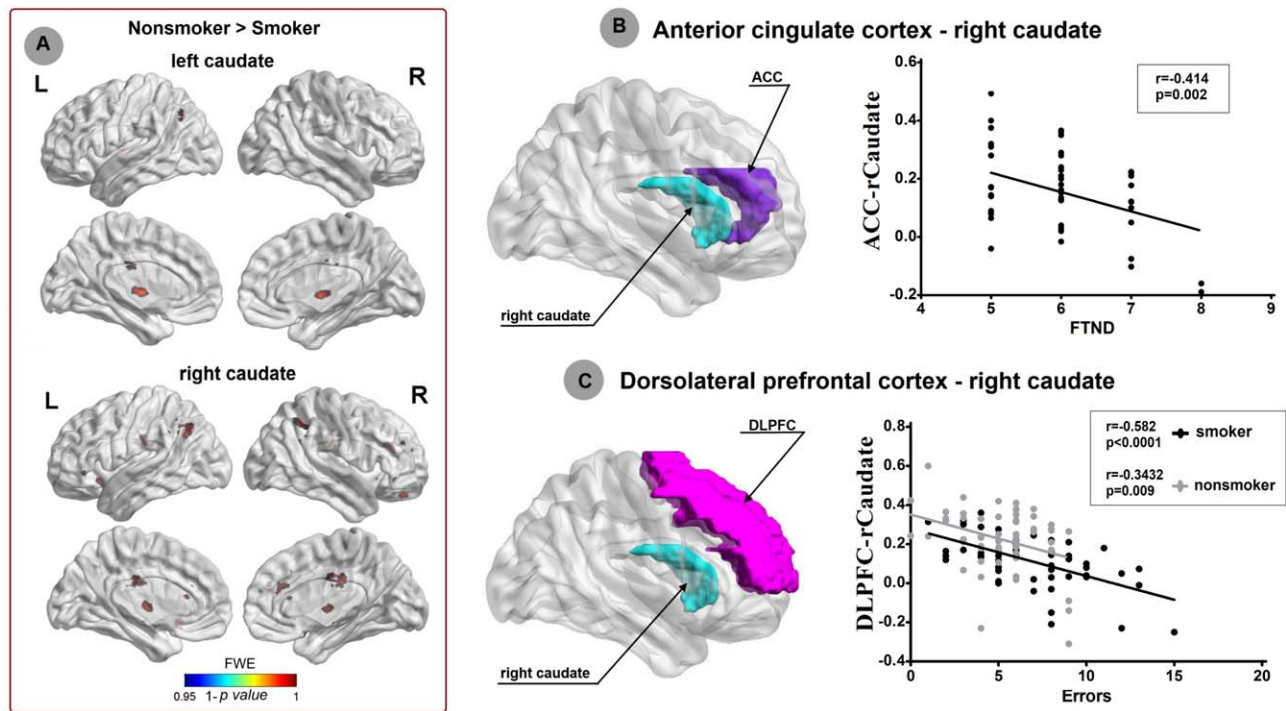 A
Nonsmoker > Smoker
left caudate
L
R
right caudate
L
R
FWE
0.95 1- p value 1
B Anterior cingulate cortex - right caudate
ACC
right caudate
ACC-rCaudate
0.6
0.4
0.2
0.0
-0.2
r=-0.414
p=0.002
4 5 6 7 8 9
FTND
C Dorsolateral prefrontal cortex - right caudate
DLPFC
right caudate
DLPFC-rCaudate
0.8
0.6
0.4
0.2
0.0
-0.2
-0.4
r=-0.582
p<0.0001
smoker
r=-0.3432
p=0.009
nonsmoker
0 5 10 15 20
Errors